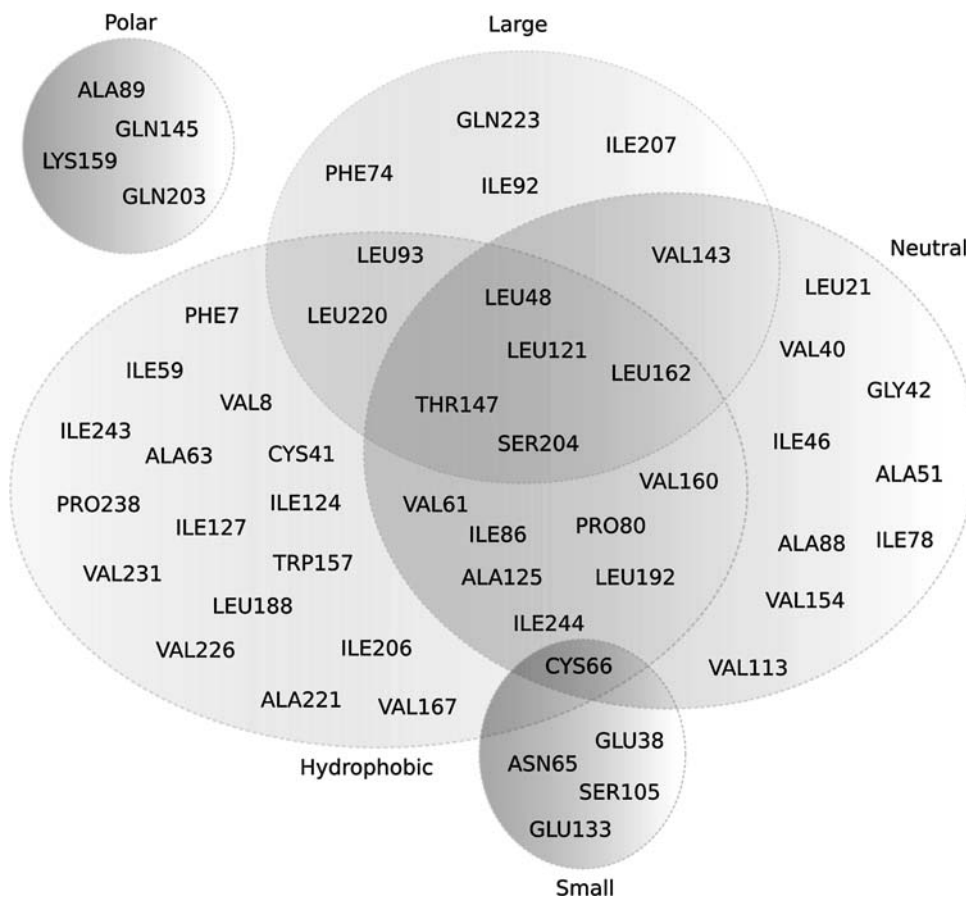 Polar
Large
ALA89
GLN145
LYS159
GLN203
GLN223
ILE207
PHE74
ILE92
LEU93
VAL143
Neutral
LEU48
LEU21
LEU220
PHE7
LEU121
VAL40
ILE59
LEU162
GLY42
VAL8
THR147
ILE243
ILE46
SER204
ALA63
CYS41
ALA51
VAL160
PRO238
ILE124
VAL61
ILE127
ILE86
PRO80
ALA88
ILE78
TRP157
VAL231
ALA125
LEU192
LEU188
VAL154
ILE244
VAL226
ILE206
CYS66
VAL113
ALA221
VAL167
GLU38
Hydrophobic
ASN65
SER105
GLU133
Small